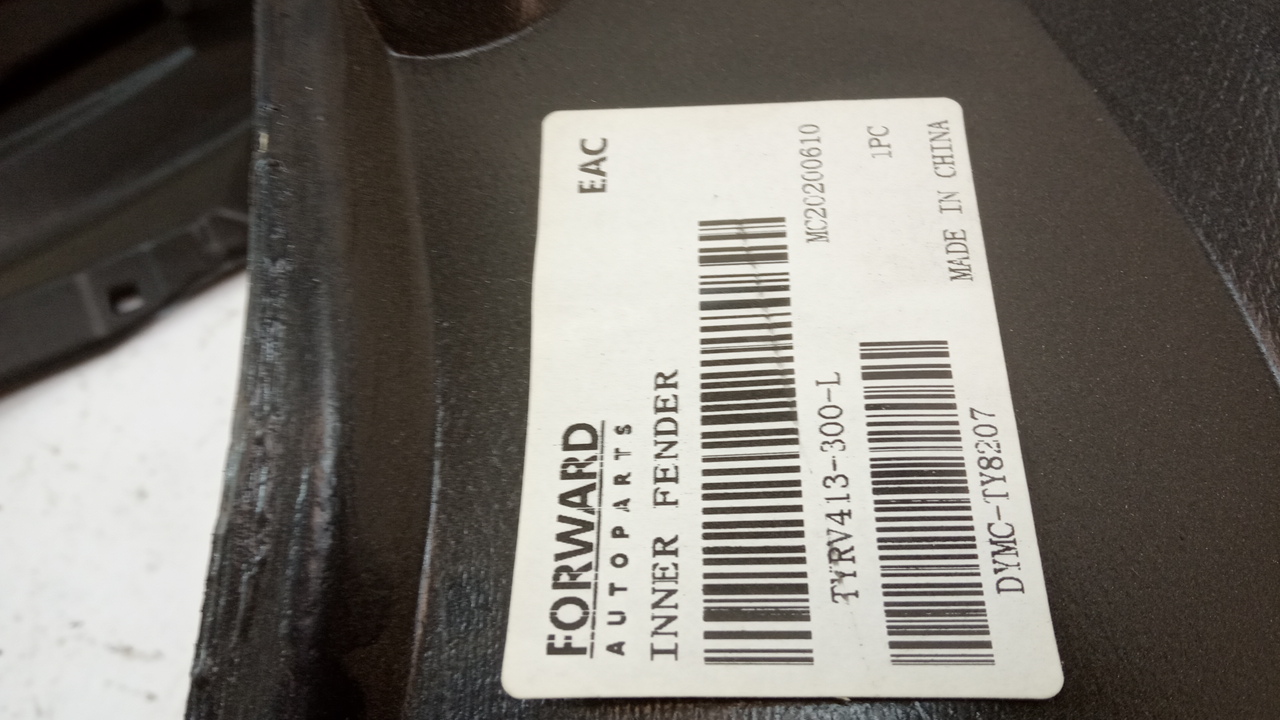 FORWARD
AUTOPARTS
EAC
INNER FENDER
TYRV413-300-L
MC20200610
1PC
DYMC-TY8207
MADE IN CHINA